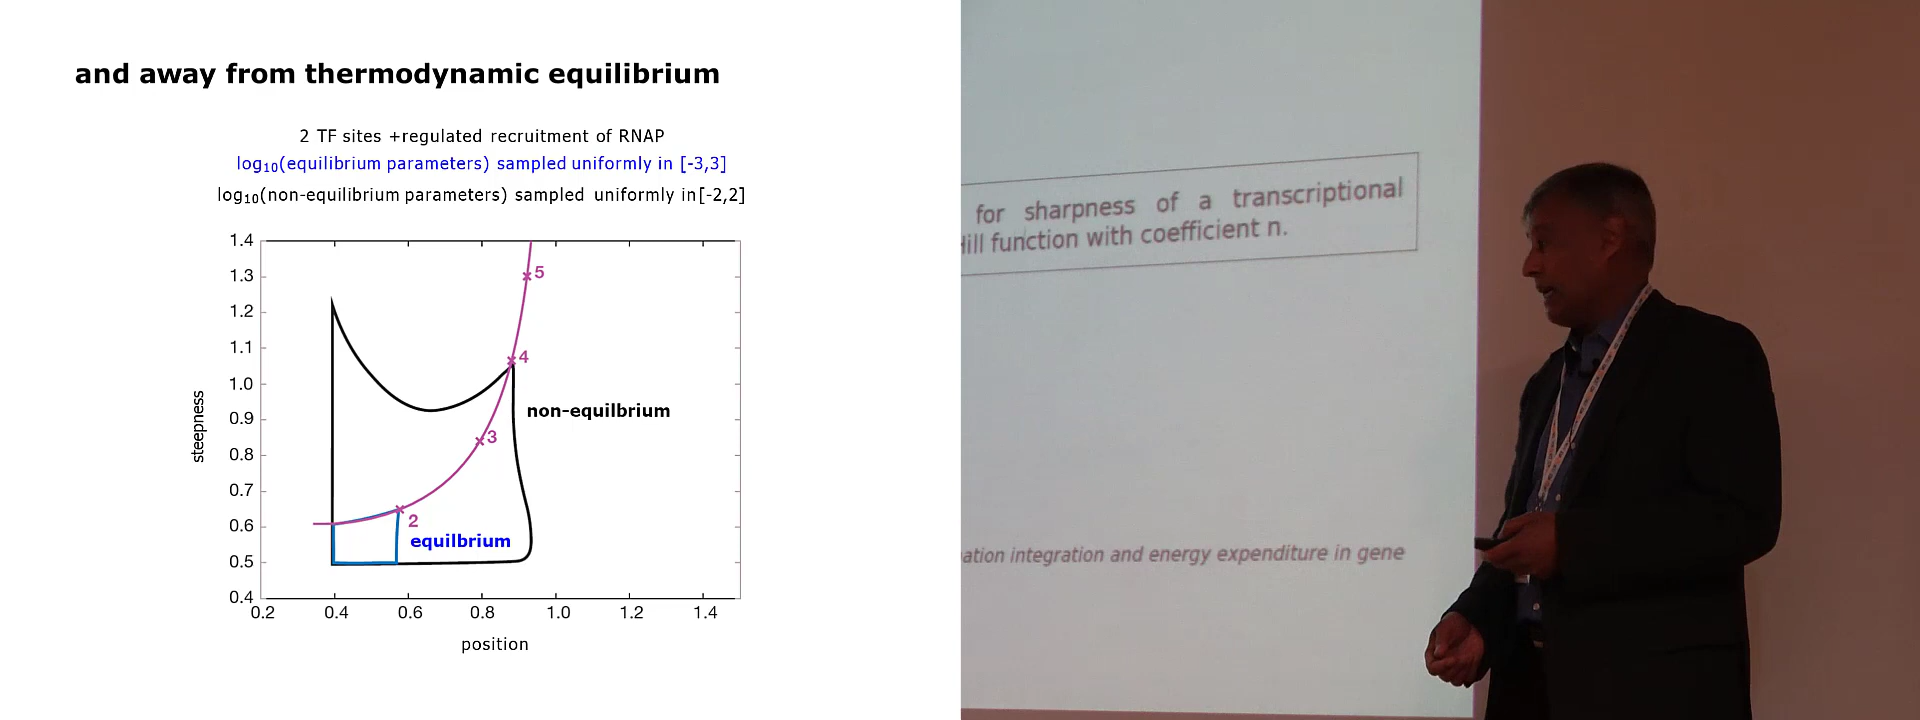 and away from thermodynamic equilibrium
2 TF sites +regulated recruitment of RNAP
log10(equilibrium parameters) sampled uniformly in [-3,3]
log10(non-equilibrium parameters) sampled uniformly in[-2,2]
1.4
1.3
1.2
1.1
1.0
0.9
0.8
0.7
0.6
0.5
0.4
steepness
5
4
non-equilbrium
3
2
equilbrium
0.2 0.4 0.6 0.8 1.0 1.2 1.4
position
for sharpness of a transcriptional
function with coefficient n.
integration and energy expenditure in gene